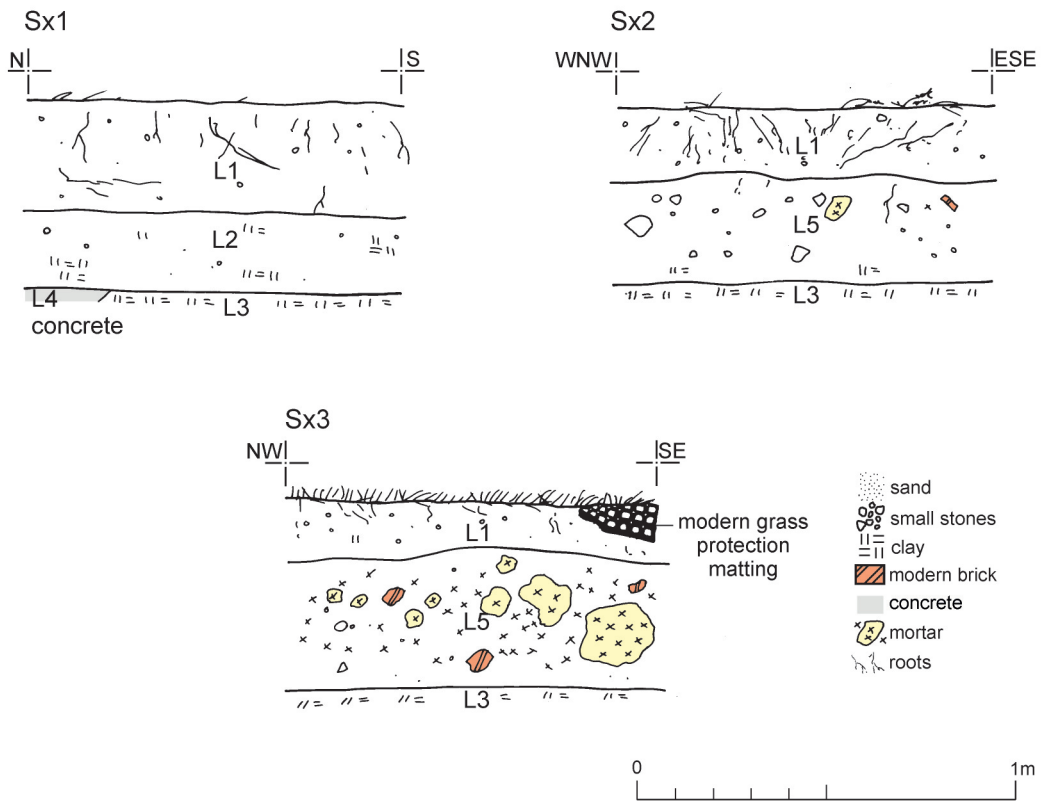 Sx1
N S
L1
L2
L4 L3
concrete
Sx2
WNW ESE
L1
L5
L3
Sx3
NW SE
L1
L5
L3
modern grass
protection
matting
sand
small stones
clay
modern brick
concrete
mortar
roots
0 1m